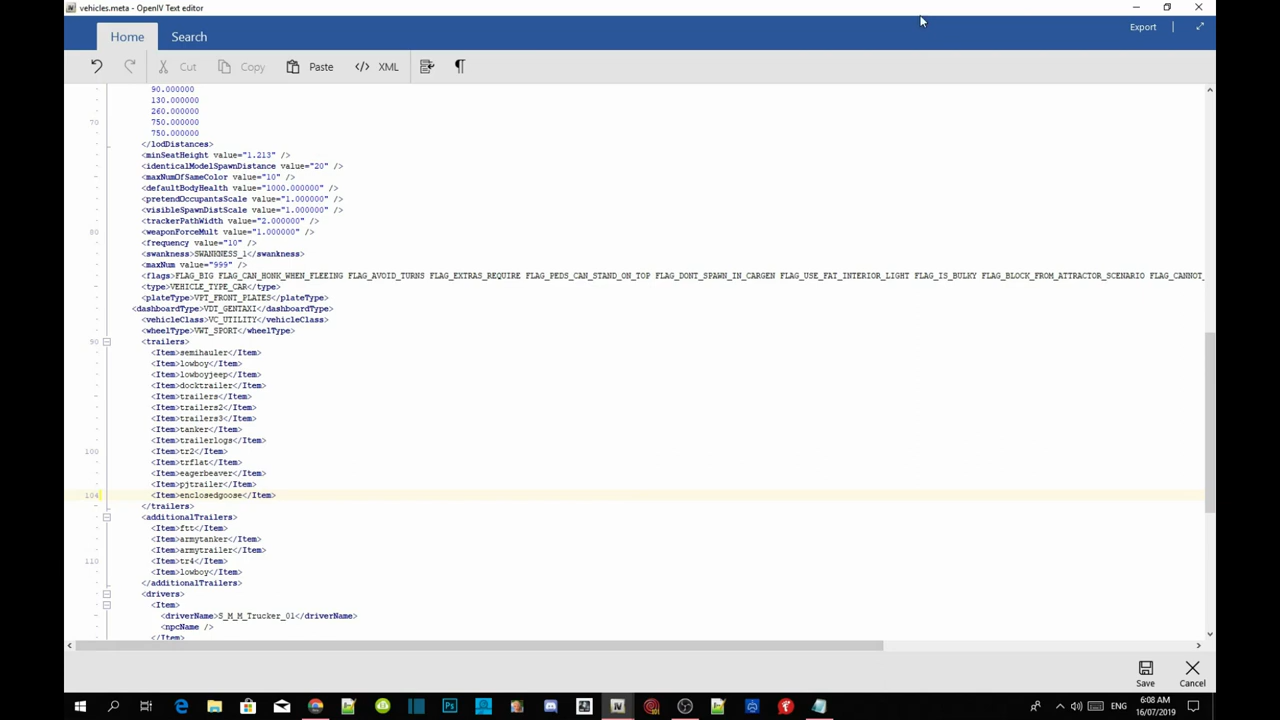 vehicles.meta - OpenIV Text editor
Home
Search
Export
Cut
Copy
Paste
XML
90.000000
130.000000
260.000000
70
750.000000
750.000000
</lodDistances>
<minSeatHeight value="1.213" />
<identicalModelSpawnDistance value="20" />
<maxNumOfSameColor value="10" />
<defaultBodyHealth value="1000.000000" />
<pretendOccupantsScale value="1.000000" />
<visibleSpawnDistScale value="1.000000" />
<trackerPathWidth value="2.000000" />
80 <weaponForceMult value="1.000000" />
<frequency value="10" />
<swankness>SWANKNESS_1</swankness>
<maxNum value="999" />
<flags>FLAG_BIG FLAG_CAN_HONK_WHEN_FLEEING FLAG_AVOID_TURNS FLAG_EXTRAS_REQUIRE FLAG_PEDS_CAN_STAND_ON_TOP FLAG_DONT_SPAWN_IN_CARGEN FLAG_USE_FAT_INTERIOR_LIGHT FLAG_IS_BULKY FLAG_BLOCK_FROM_ATTRACTOR_SCENARIO FLAG_CANNOT_
<type>VEHICLE_TYPE_CAR</type>
<plateType>VPT_FRONT_PLATES</plateType>
<dashboardType>VDT_GENTAXI</dashboardType>
<vehicleClass>VC_UTILITY</vehicleClass>
<wheelType>VWT_SPORT</wheelType>
90 <trailers>
<Item>semihauler</Item>
<Item>lowboy</Item>
<Item>lowboyjeep</Item>
<Item>docktrailer</Item>
<Item>trailers</Item>
<Item>trailers2</Item>
<Item>trailers3</Item>
<Item>tanker</Item>
<Item>trailerlogs</Item>
100 <Item>tr2</Item>
<Item>trflat</Item>
<Item>eagerbeaver</Item>
<Item>pjtrailer</Item>
104 <Item>enclosedgoose</Item>
</trailers>
<additionalTrailers>
<Item>ftt</Item>
<Item>armytanker</Item>
<Item>armytrailer</Item>
110 <Item>tr4</Item>
<Item>lowboy</Item>
</additionalTrailers>
<drivers>
<Item>
<driverName>S_M_M_Trucker_01</driverName>
<npcName />
</Item>
Save
Cancel
ENG
6:08 AM
16/07/2019